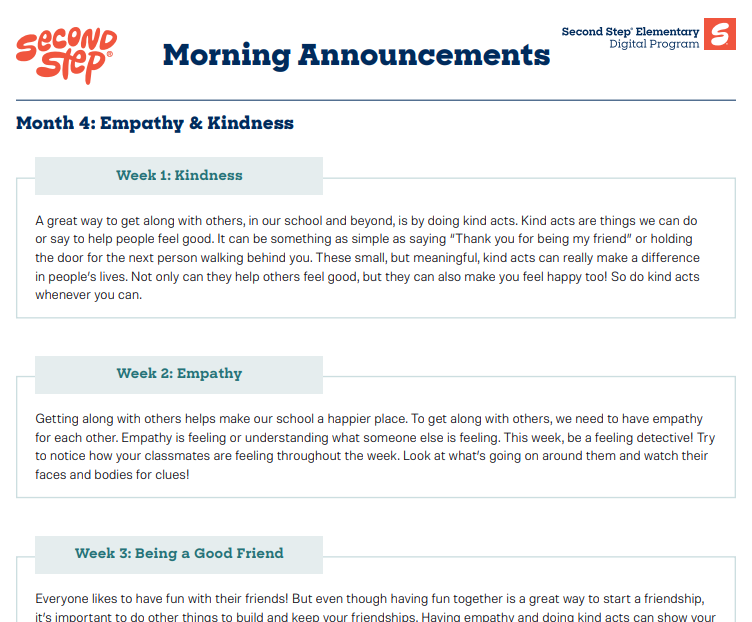 SECOND
STEP®
Morning Announcements
Second Step® Elementary
Digital Program
Month 4: Empathy & Kindness
Week 1: Kindness
A great way to get along with others, in our school and beyond, is by doing kind acts. Kind acts are things we can do
or say to help people feel good. It can be something as simple as saying “Thank you for being my friend” or holding
the door for the next person walking behind you. These small, but meaningful, kind acts can really make a difference
in people’s lives. Not only can they help others feel good, but they can also make you feel happy too! So do kind acts
whenever you can.
Week 2: Empathy
Getting along with others helps make our school a happier place. To get along with others, we need to have empathy
for each other. Empathy is feeling or understanding what someone else is feeling. This week, be a feeling detective! Try
to notice how your classmates are feeling throughout the week. Look at what’s going on around them and watch their
faces and bodies for clues!
Week 3: Being a Good Friend
Everyone likes to have fun with their friends! But even though having fun together is a great way to start a friendship,
it’s important to do other things to build and keep your friendships. Having empathy and doing kind acts can show your